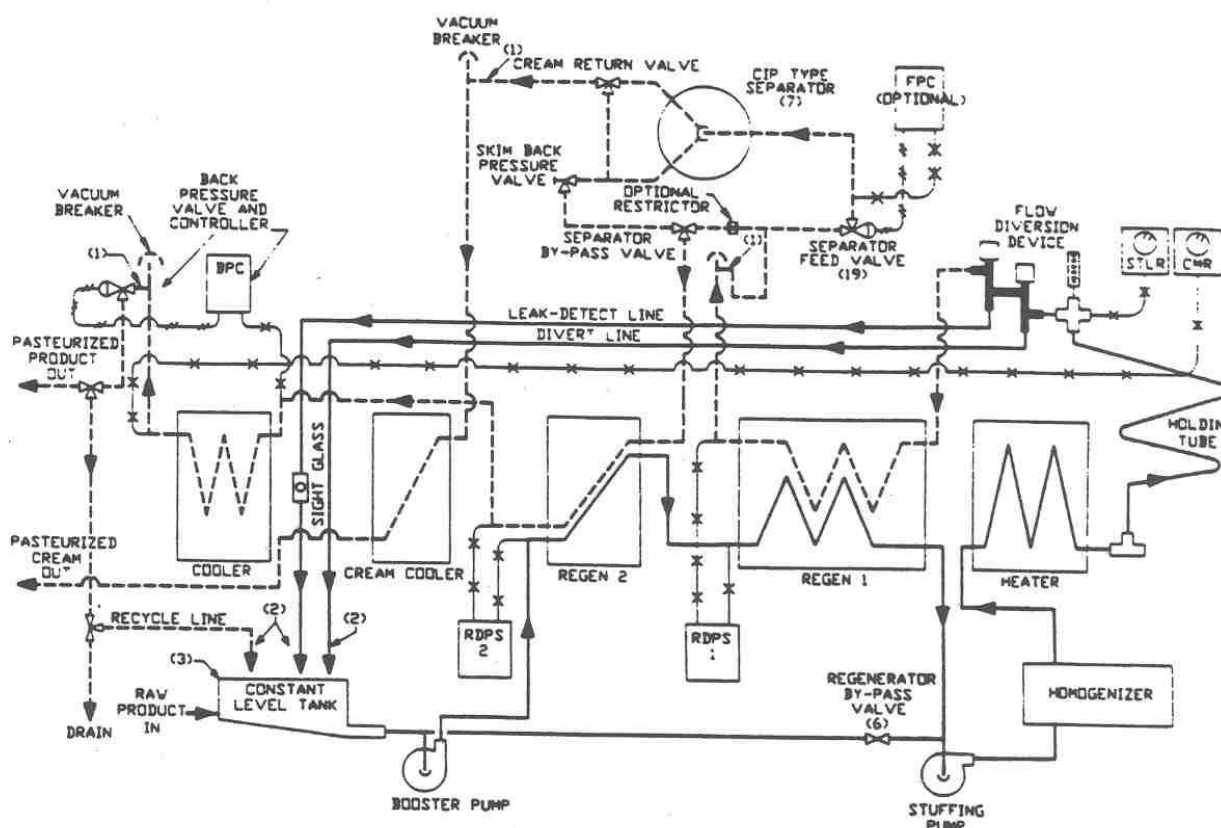 VACUUM
BREAKER
(1)
CREAM RETURN VALVE
CIP TYPE
SEPARATOR
(7)
FPC
(OPTIONAL)
SKIM BACK
PRESSURE
VALVE
OPTIONAL
RESTRICTOR
VACUUM
BREAKER
BACK
PRESSURE
VALVE AND
CONTROLLER
(1)
BPC
SEPARATOR
BY-PASS VALVE
(1)
SEPARATOR
FEED VALVE
(19)
FLOW
DIVERSION
DEVICE
STLR
LEAK-DETECT LINE
DIVERT LINE
PASTEURIZED
PRODUCT
OUT
SIGHT GLASS
HOLDING
TUBE
PASTEURIZED
CREAM
OUT
COOLER
CREAM COOLER
REGEN 2
REGEN 1
HEATER
RECYCLE LINE
(2)
(2)
RDPS
2
RDPS
1
(3)
CONSTANT
LEVEL TANK
RAW
PRODUCT
IN
DRAIN
REGENERATOR
BY-PASS
VALVE
(6)
HOMOGENIZER
BOOSTER PUMP
STUFFING
PUMP